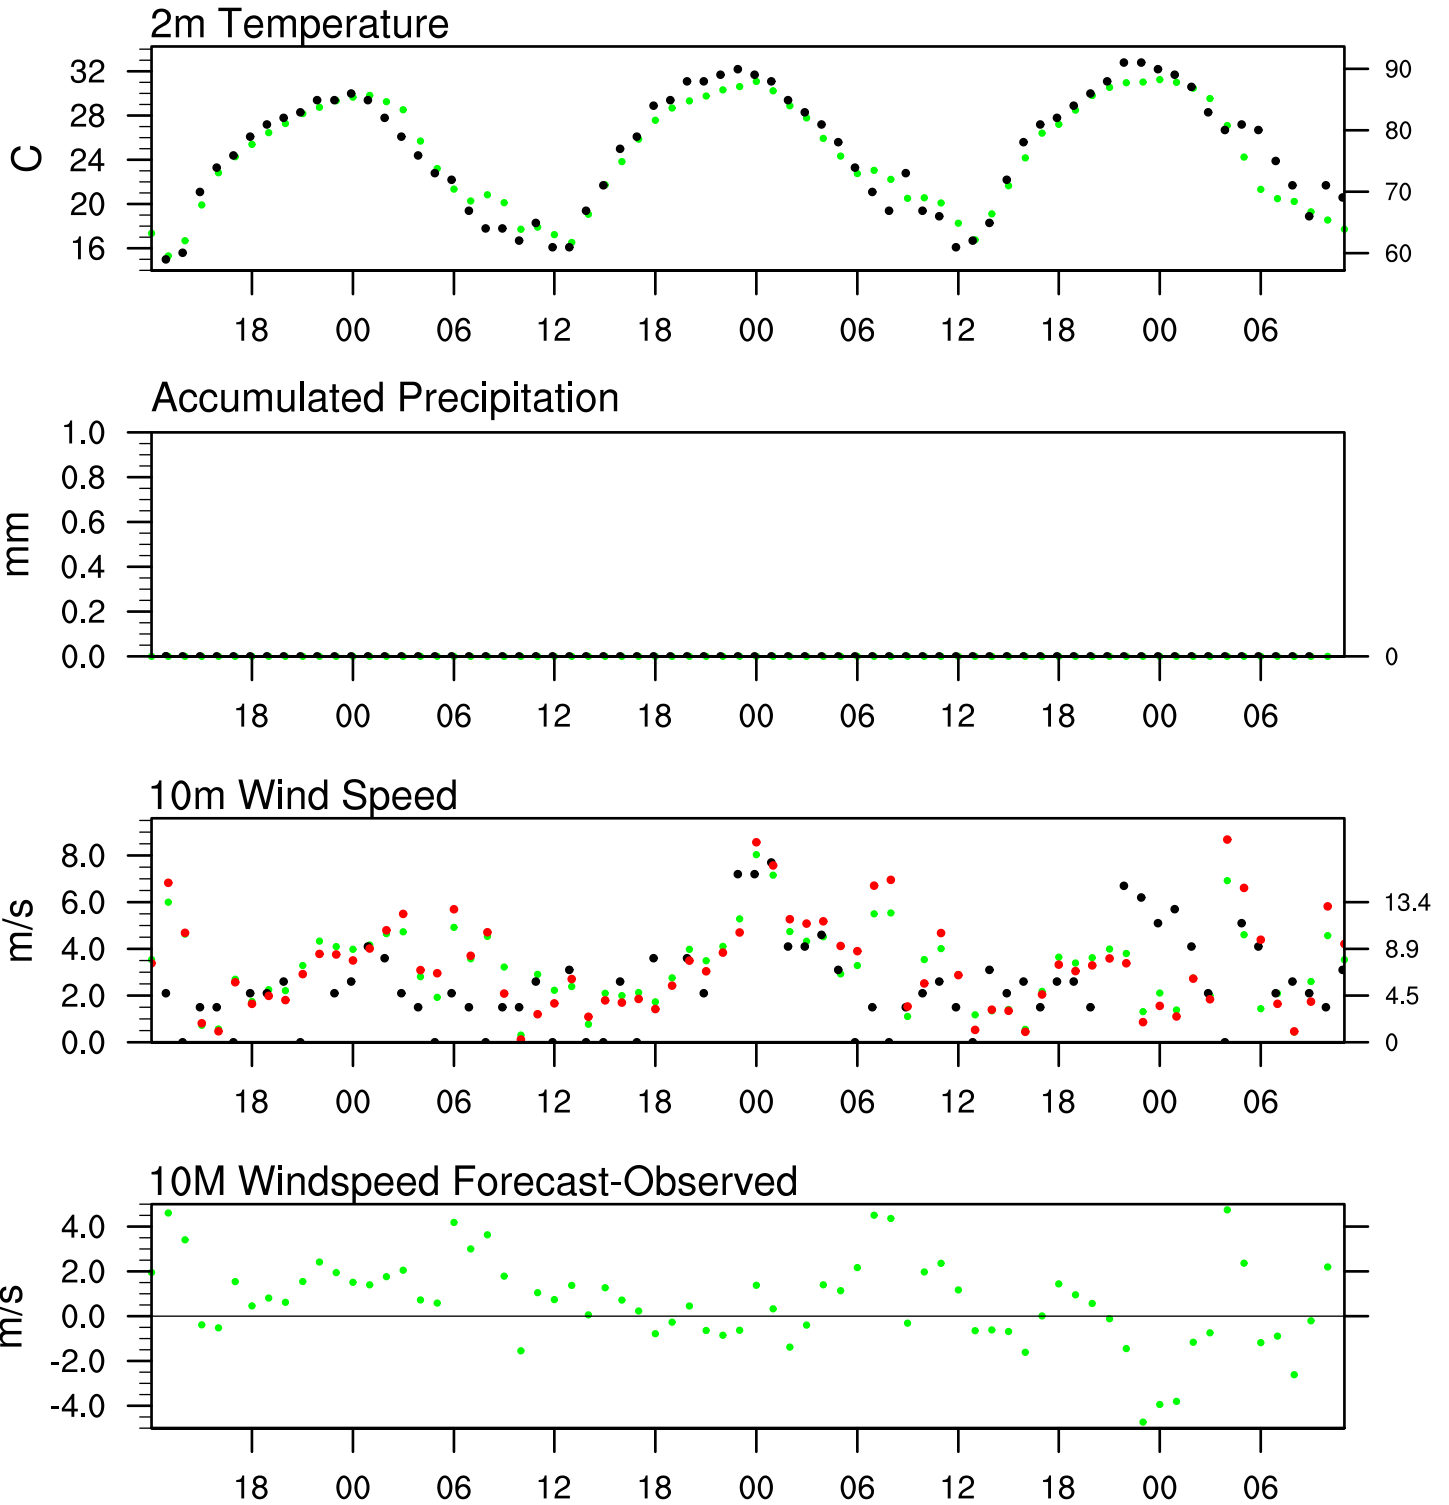 2m Temperature
32
28
24
20
16
C
90
80
70
60
18 00 06 12 18 00 06 12 18 00 06
Accumulated Precipitation
1.0
0.8
0.6
0.4
0.2
0.0
mm
0
18 00 06 12 18 00 06 12 18 00 06
10m Wind Speed
8.0
6.0
4.0
2.0
0.0
m/s
13.4
8.9
4.5
0
18 00 06 12 18 00 06 12 18 00 06
10M Windspeed Forecast-Observed
4.0
2.0
0.0
-2.0
-4.0
m/s
18 00 06 12 18 00 06 12 18 00 06